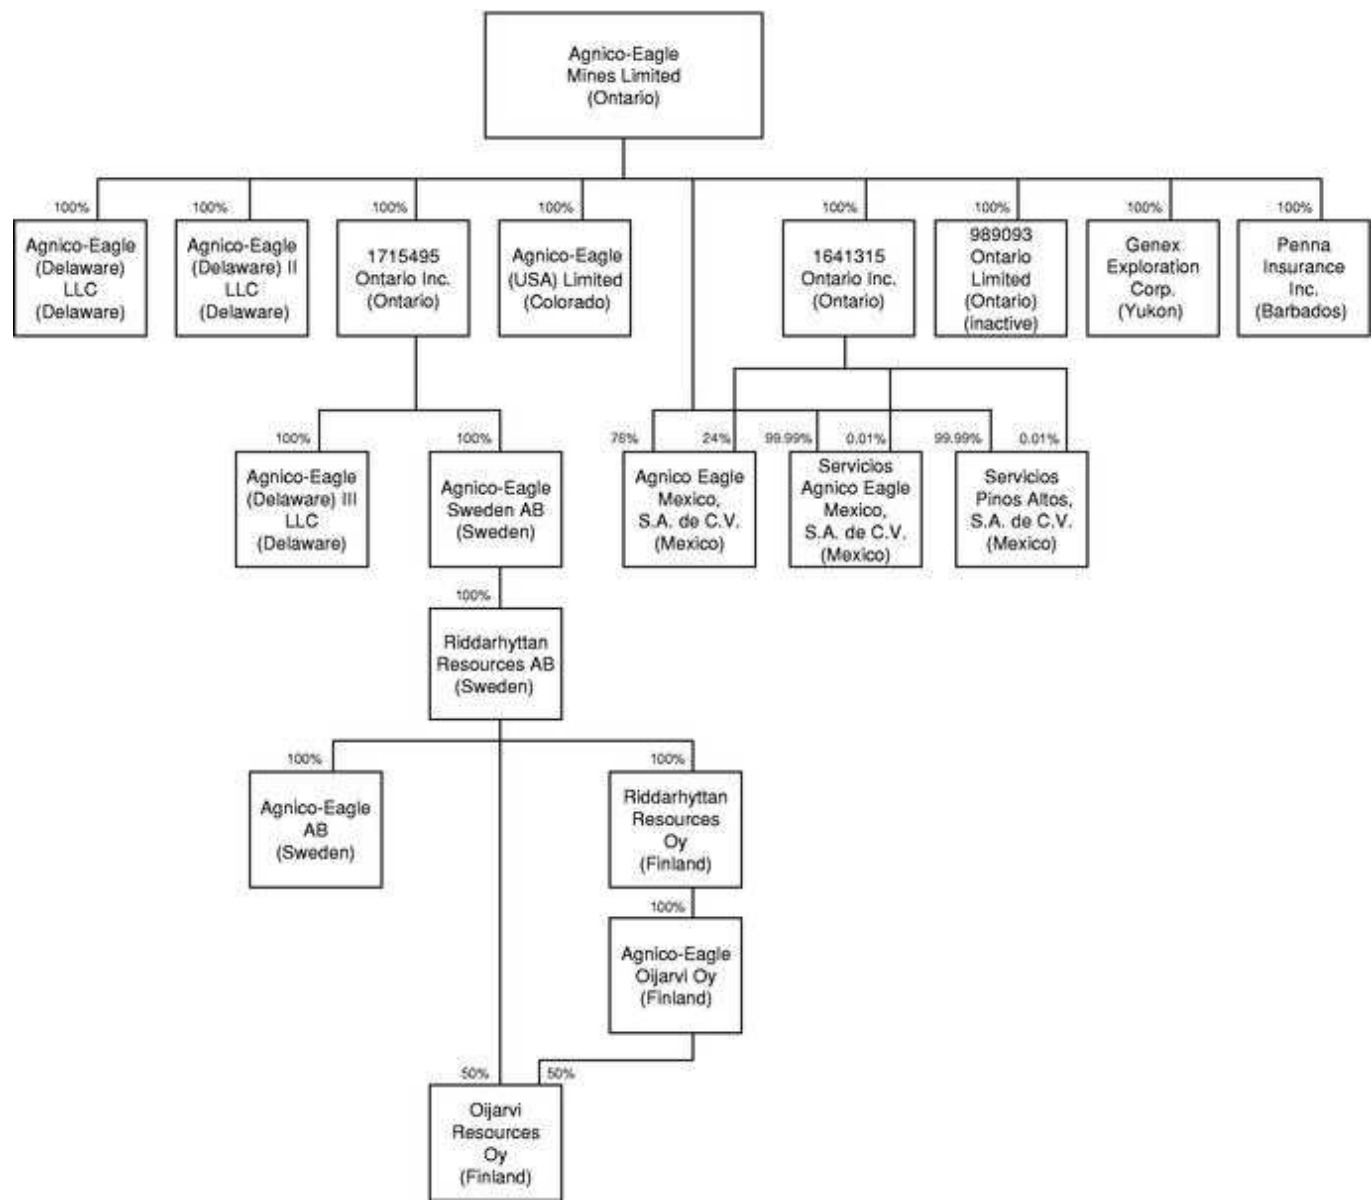 Agnico-Eagle
Mines Limited
(Ontario)
100%
100%
100%
100%
100%
100%
100%
100%
Agnico-Eagle
(Delaware)
LLC
(Delaware)
Agnico-Eagle
(Delaware) II
LLC
(Delaware)
1715495
Ontario Inc.
(Ontario)
Agnico-Eagle
(USA) Limited
(Colorado)
1641315
Ontario Inc.
(Ontario)
989093
Ontario
Limited
(Ontario)
(inactive)
Genex
Exploration
Corp.
(Yukon)
Penna
Insurance
Inc.
(Barbados)
100%
100%
76%
24%
99.99%
0.01%
99.99%
0.01%
Agnico-Eagle
(Delaware) III
LLC
(Delaware)
Agnico-Eagle
Sweden AB
(Sweden)
Agnico Eagle
Mexico,
S.A. de C.V.
(Mexico)
Servicios
Agnico Eagle
Mexico,
S.A. de C.V.
(Mexico)
Servicios
Pinos Altos,
S.A. de C.V.
(Mexico)
100%
Riddarhyttan
Resources AB
(Sweden)
100%
100%
Agnico-Eagle
AB
(Sweden)
Riddarhyttan
Resources
Oy
(Finland)
100%
Agnico-Eagle
Oijarvi Oy
(Finland)
50%
50%
Oijarvi
Resources
Oy
(Finland)